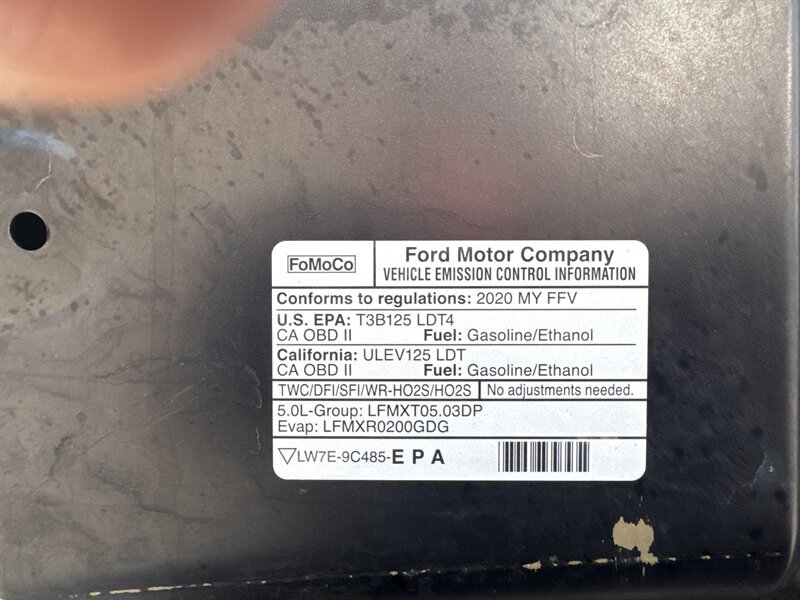 FoMoCo
Ford Motor Company
VEHICLE EMISSION CONTROL INFORMATION
Conforms to regulations: 2020 MY FFV
U.S. EPA: T3B125 LDT4
CA OBD II Fuel: Gasoline/Ethanol
California: ULEV125 LDT
CA OBD II Fuel: Gasoline/Ethanol
TWC/DFI/SFI/WR-HO2S/HO2S No adjustments needed.
5.0L-Group: LFMXT05.03DP
Evap: LFMXR0200GDG
▽LW7E-9C485-E P A